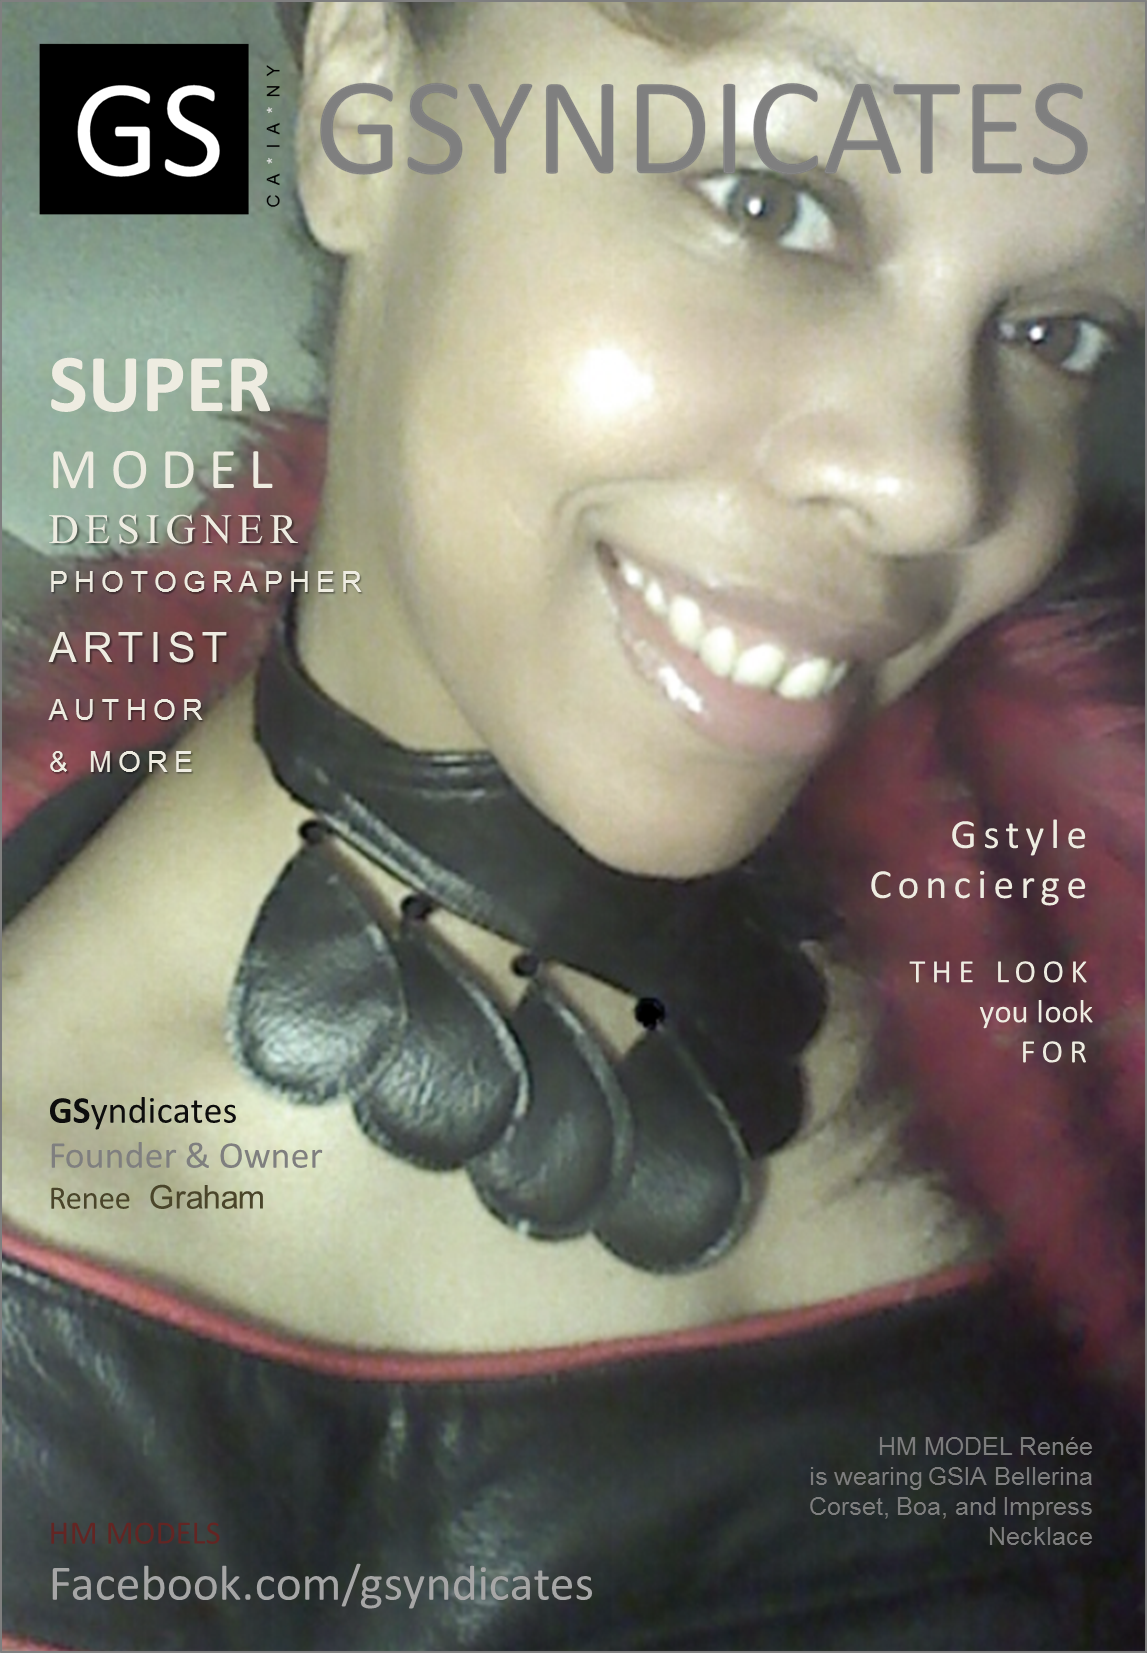 GS
CA*IA*NY
GSYNDICATES
SUPER
MODEL
DESIGNER
PHOTOGRAPHER
ARTIST
AUTHOR
& MORE
Gstyle
Concierge
THE LOOK
you look
FOR
GSyndicates
Founder & Owner
Renee Graham
HM MODEL Renée
is wearing GSIA Bellerina
Corset, Boa, and Impress
Necklace
HM MODELS
Facebook.com/gsyndicates